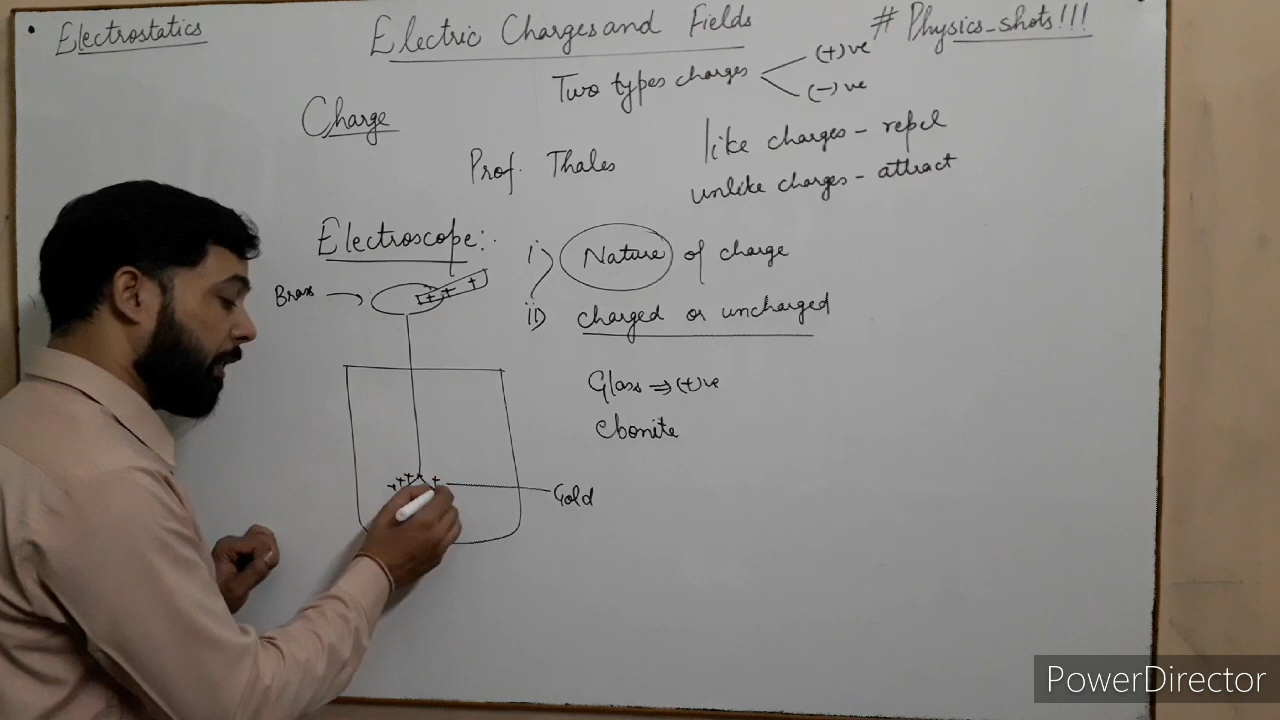 • Electrostatics
Electric Charges and Fields
# Physics_shots!!!
Two types charges
(+)ve
(-)ve
Charge
Prof. Thales
like charges - repel
unlike charges - attract
Electroscope:
i) Nature of charge
ii) charged or uncharged
Brass
+ + +
Glass ⇒ (+)ve
Ebonite
+ + + + +
Gold
PowerDirector